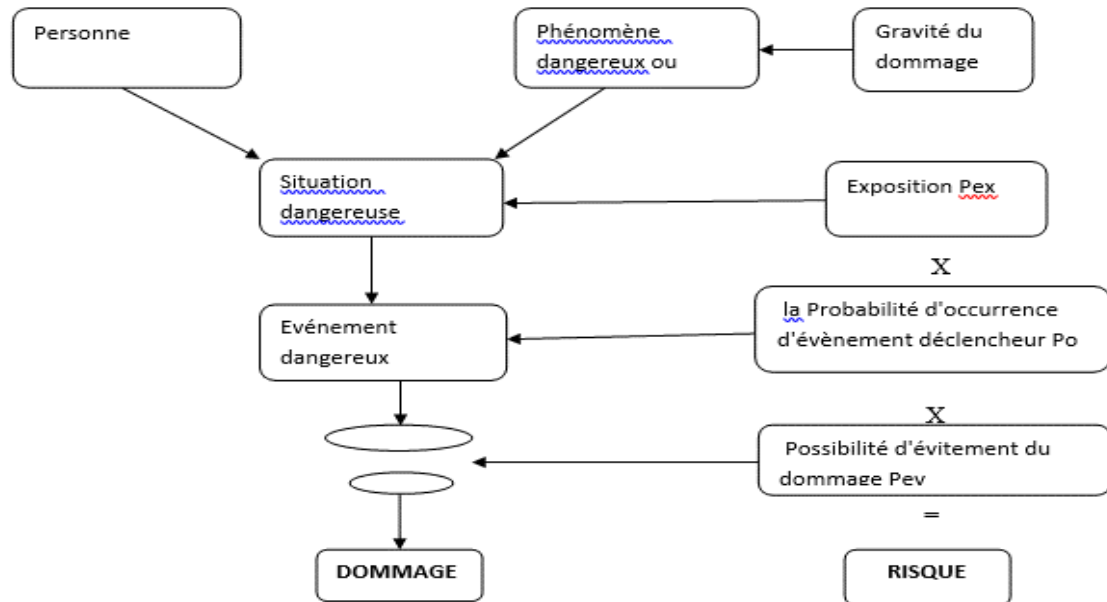 Personne
Phénomène
dangereux ou
Gravité du
dommage
Situation
dangereuse
Exposition Pex
X
la Probabilité d'occurrence
d'évènement déclencheur Po
Evénement
dangereux
X
Possibilité d'évitement du
dommage Pev
=
DOMMAGE
RISQUE